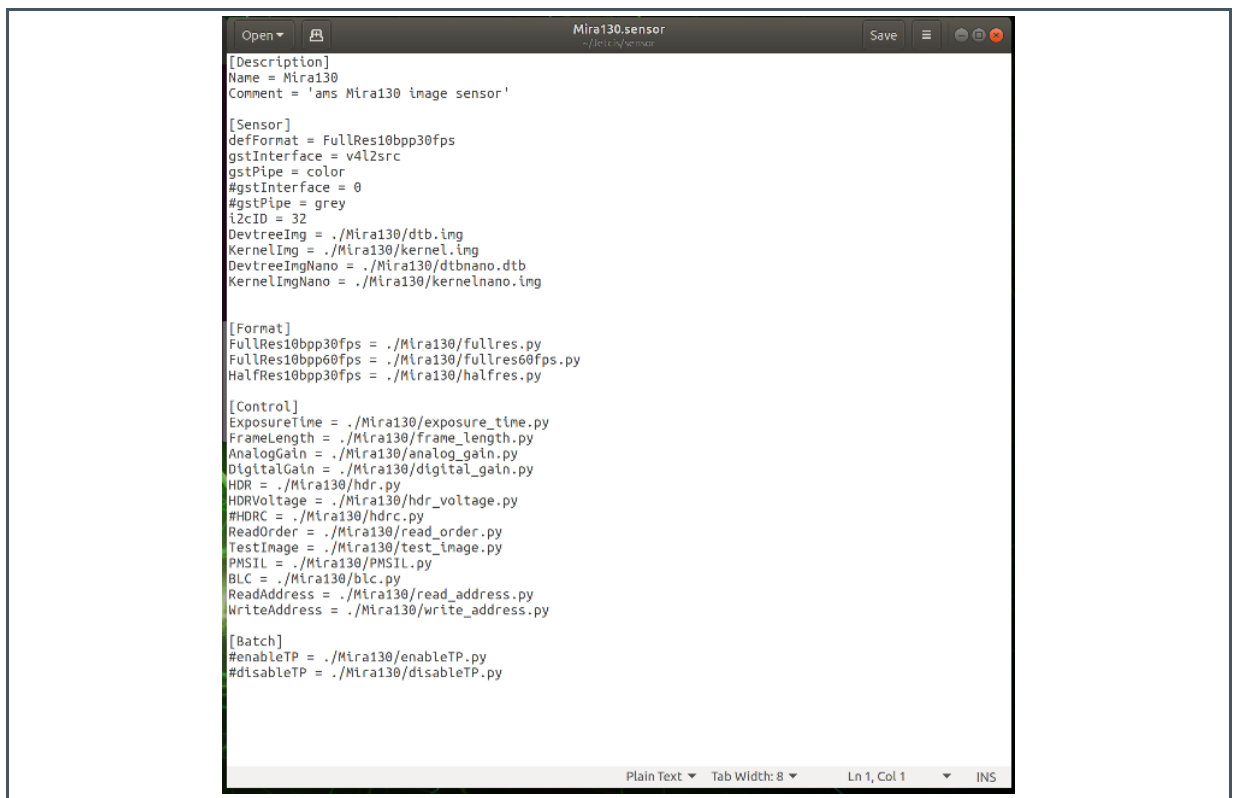 Open
Mira130.sensor
Save
[Description]
Name = Mira130
Comment = 'ams Mira130 image sensor'
[Sensor]
defFormat = FullRes10bpp30fps
gstInterface = v4l2src
gstPipe = color
#gstInterface = 0
#gstPipe = grey
i2cID = 32
DevtreeImg = ./Mira130/dtb.img
KernelImg = ./Mira130/kernel.img
DevtreeImgNano = ./Mira130/dtbnano.dtb
KernelImgNano = ./Mira130/kernelnano.img
[Format]
FullRes10bpp30fps = ./Mira130/fullres.py
FullRes10bpp60fps = ./Mira130/fullres60fps.py
HalfRes10bpp30fps = ./Mira130/halfres.py
[Control]
ExposureTime = ./Mira130/exposure_time.py
FrameLength = ./Mira130/frame_length.py
AnalogGain = ./Mira130/analog_gain.py
DigitalGain = ./Mira130/digital_gain.py
HDR = ./Mira130/hdr.py
HDRVoltage = ./Mira130/hdr_voltage.py
#HDRC = ./Mira130/hdrc.py
ReadOrder = ./Mira130/read_order.py
TestImage = ./Mira130/test_image.py
PMSIL = ./Mira130/PMSIL.py
BLC = ./Mira130/blc.py
ReadAddress = ./Mira130/read_address.py
WriteAddress = ./Mira130/write_address.py
[Batch]
#enableTP = ./Mira130/enableTP.py
#disableTP = ./Mira130/disableTP.py
Plain Text Tab Width: 8 Ln 1, Col 1 INS